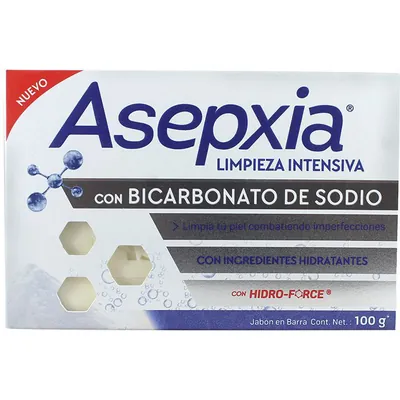 NUEVO
Asepxia®
LIMPIEZA INTENSIVA
CON BICARBONATO DE SODIO
> Limpia tu piel combatiendo imperfecciones
CON INGREDIENTES HIDRATANTES
CON HIDRO-FORCE®
Jabón en Barra Cont. Net.: 100 g